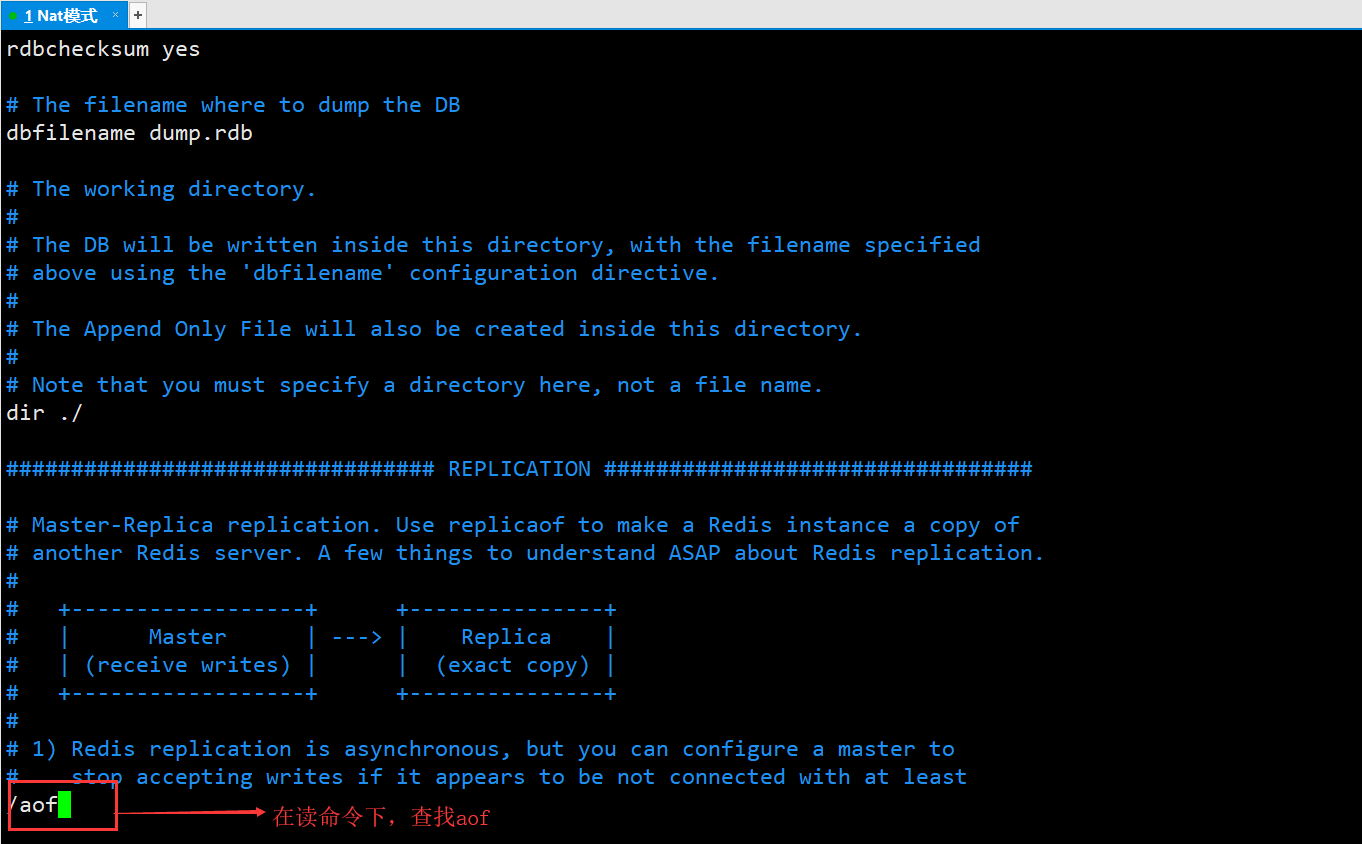 1 Nat模式 × +
rdbchecksum yes
# The filename where to dump the DB
dbfilename dump.rdb
# The working directory.
#
# The DB will be written inside this directory, with the filename specified
# above using the 'dbfilename' configuration directive.
#
# The Append Only File will also be created inside this directory.
#
# Note that you must specify a directory here, not a file name.
dir ./
################################# REPLICATION #################################
# Master-Replica replication. Use replicaof to make a Redis instance a copy of
# another Redis server. A few things to understand ASAP about Redis replication.
#
#   +------------------+      +---------------+
#   |      Master      | ---> |    Replica    |
#   | (receive writes) |      |  (exact copy) |
#   +------------------+      +---------------+
#
# 1) Redis replication is asynchronous, but you can configure a master to
#    stop accepting writes if it appears to be not connected with at least
/aof
在读命令下，查找aof